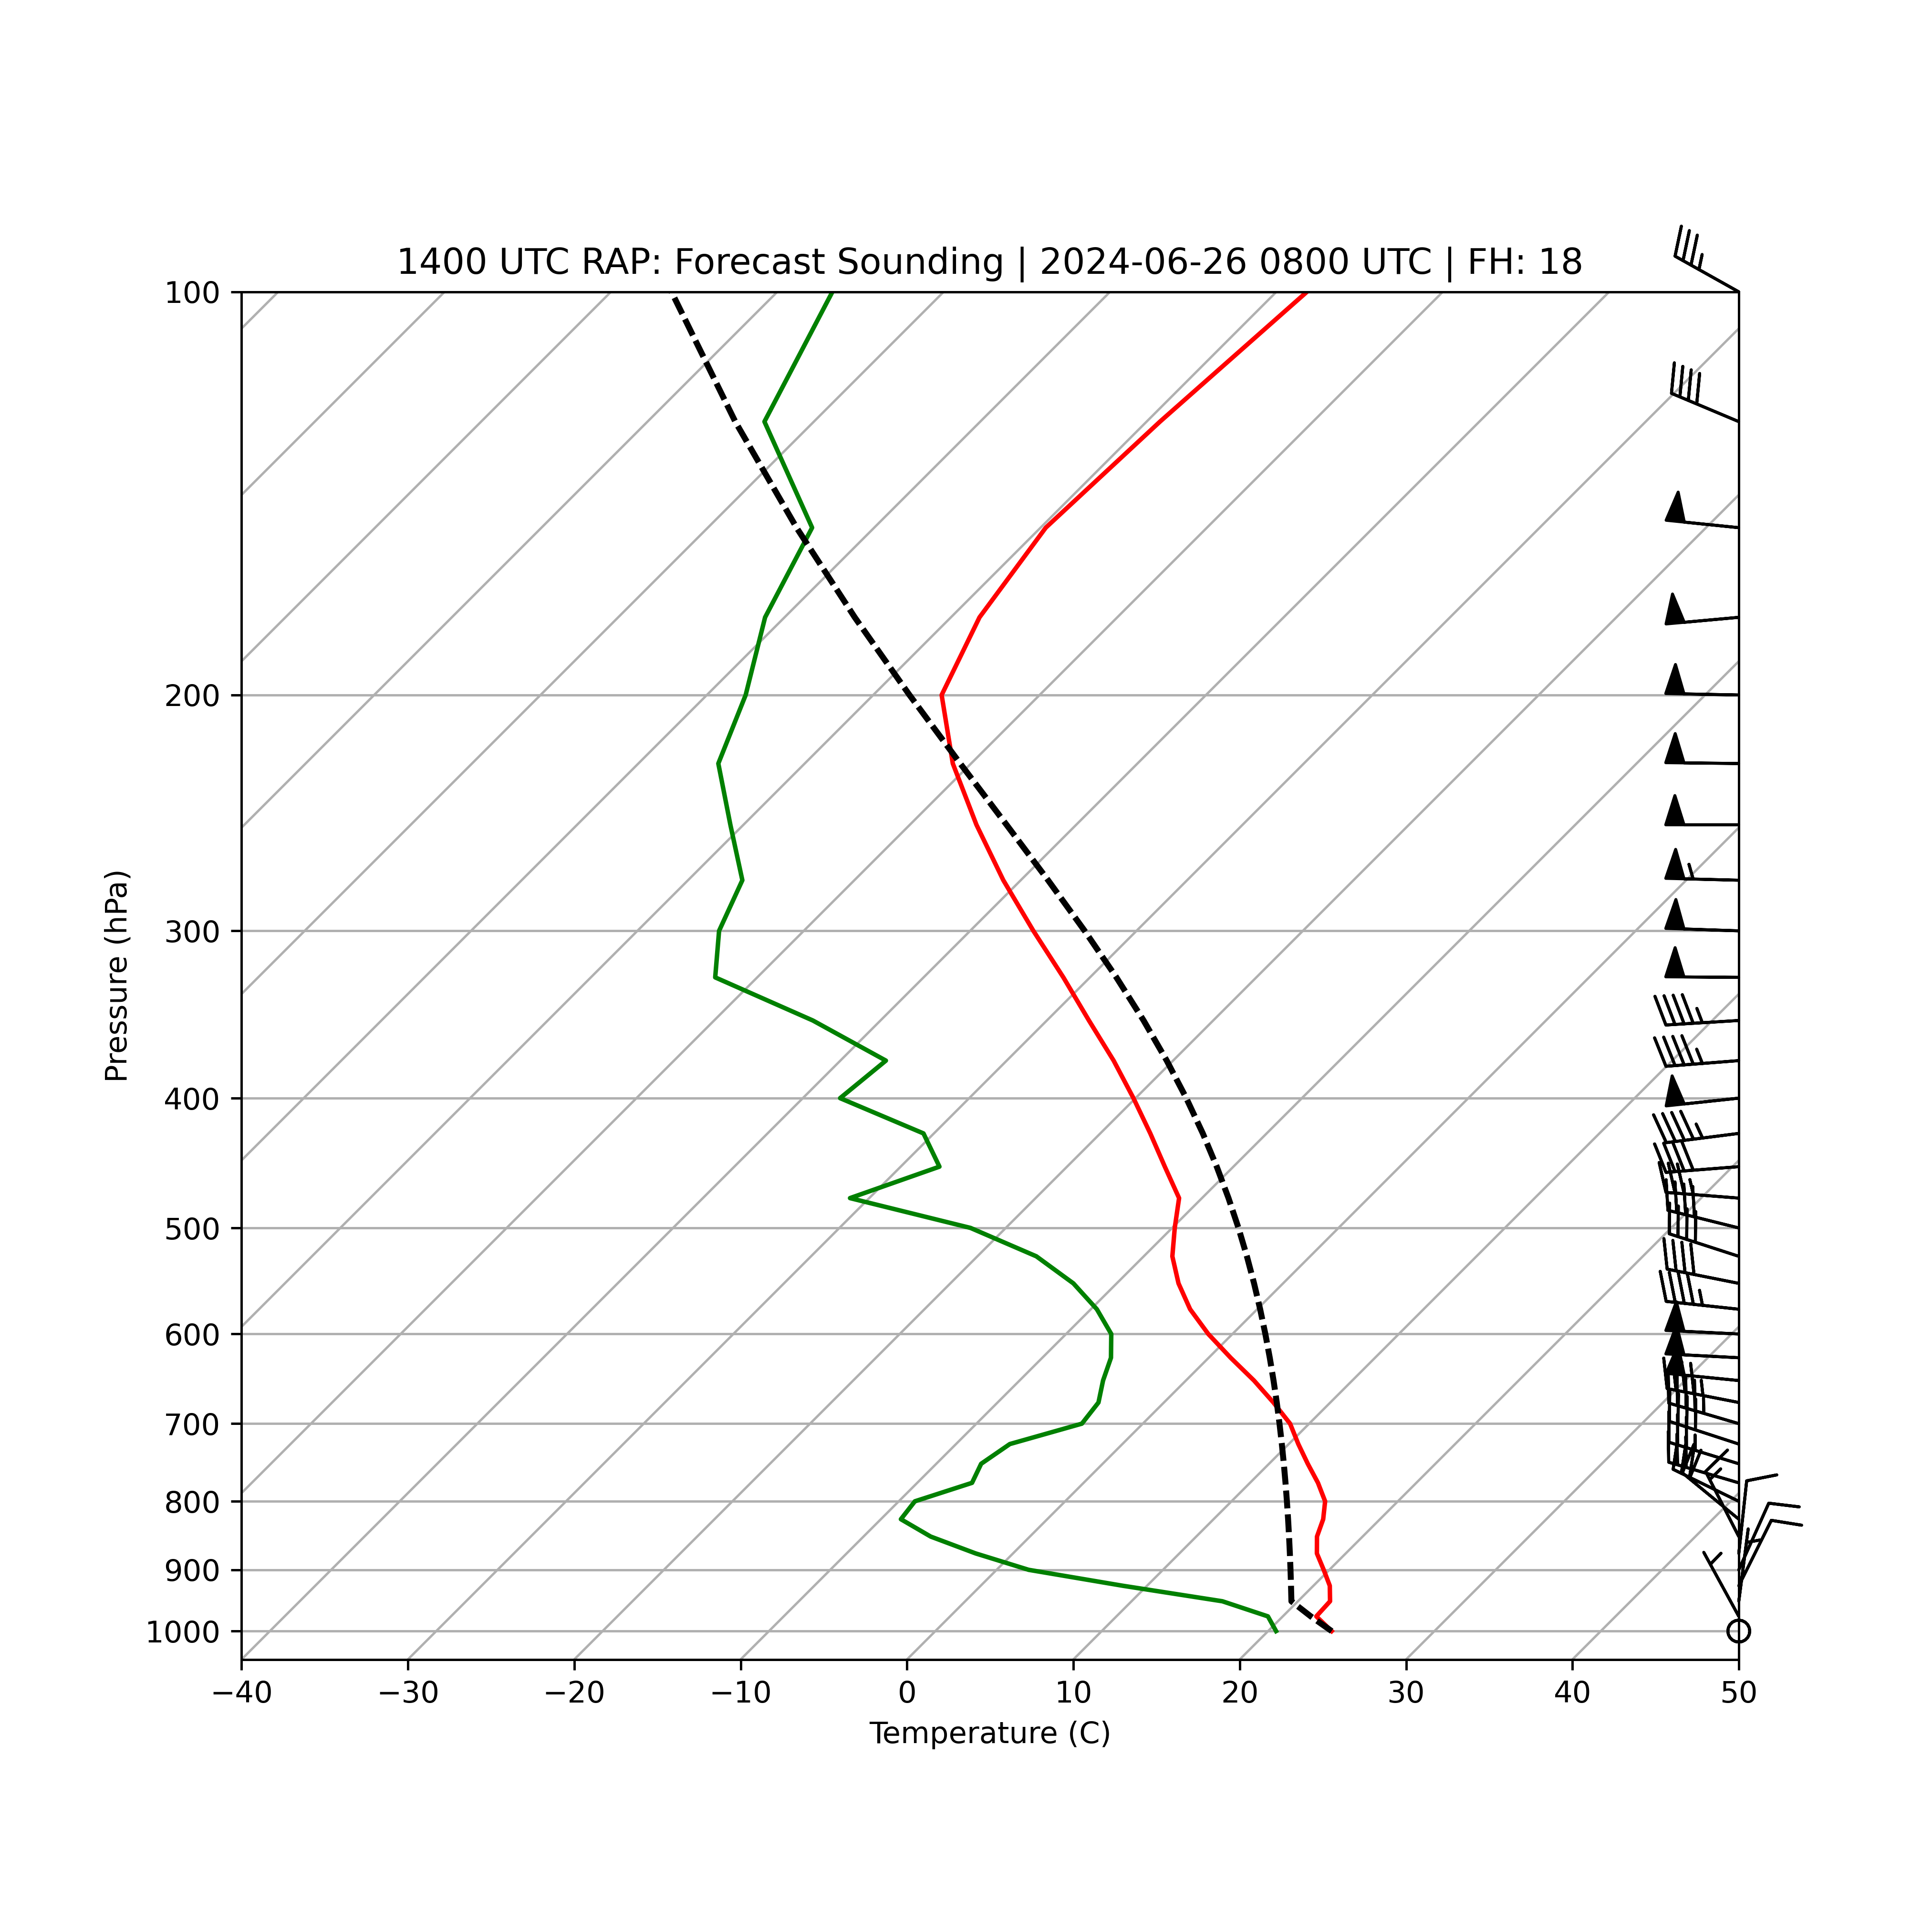 1400 UTC RAP: Forecast Sounding | 2024-06-26 0800 UTC | FH: 18
100
200
300
400
500
600
700
800
900
1000
Pressure (hPa)
−40 −30 −20 −10 0 10 20 30 40 50
Temperature (C)